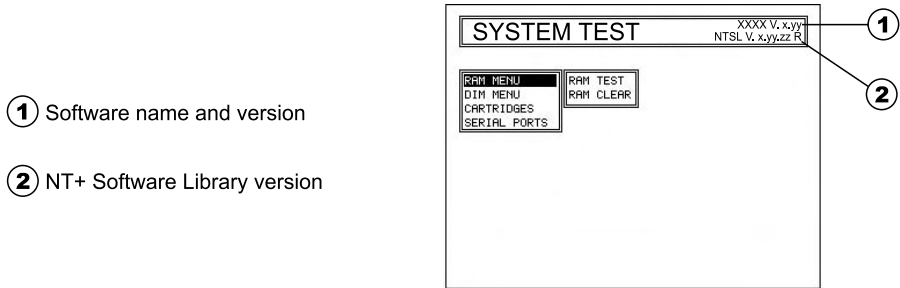 SYSTEM TEST
XXXX V. x.yy
NTSL V. x.yy.zz R
1
2
RAM MENU
DIM MENU
CARTRIDGES
SERIAL PORTS
RAM TEST
RAM CLEAR
1 Software name and version
2 NT+ Software Library version